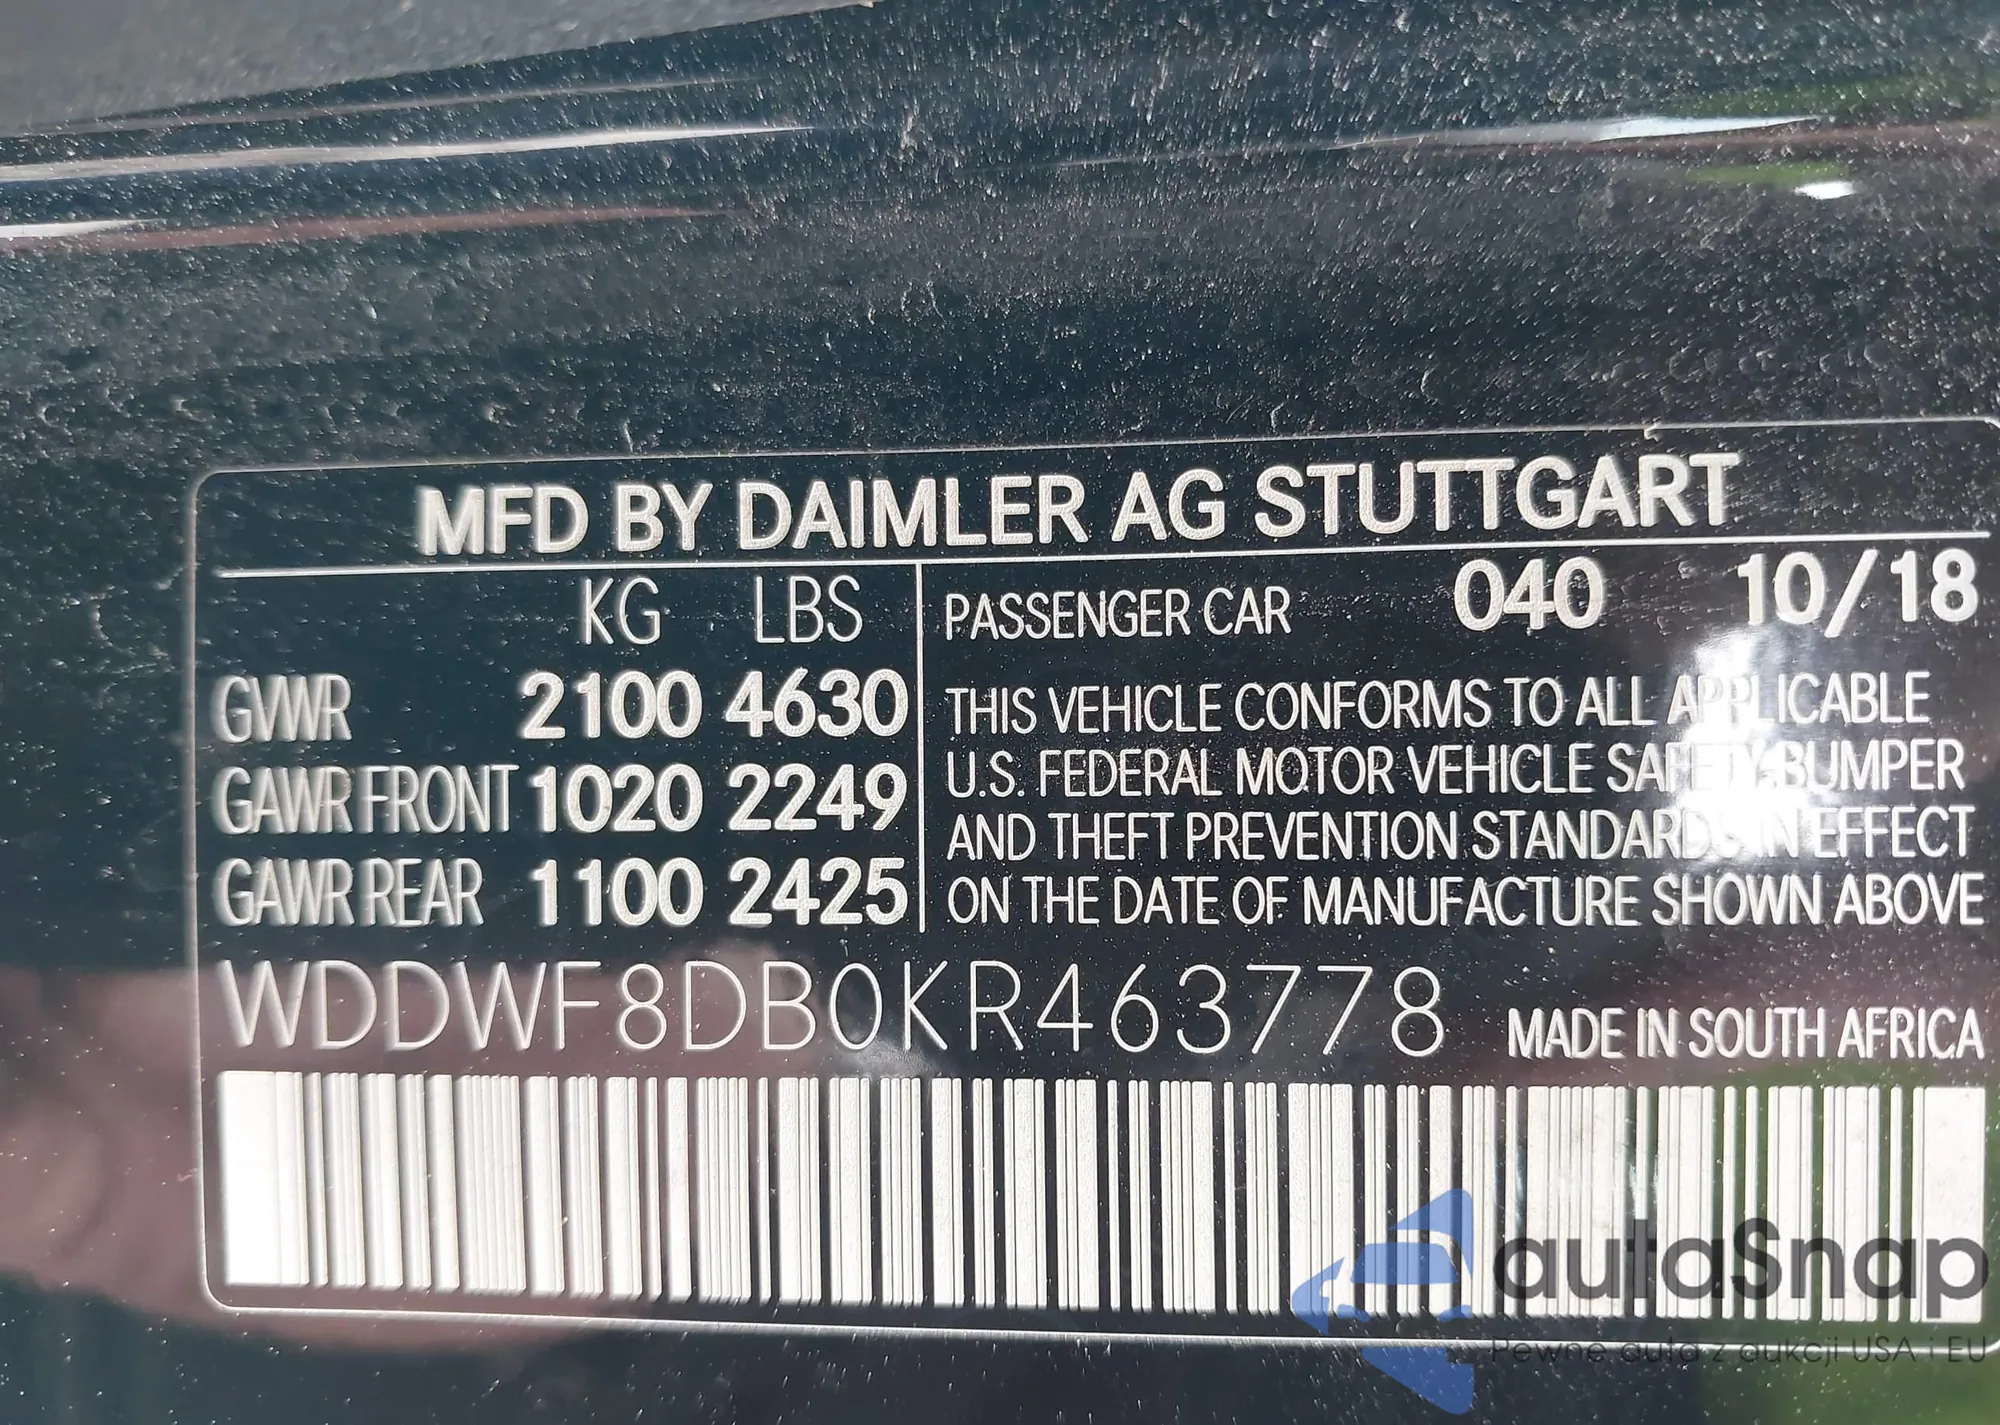 MFD BY DAIMLER AG STUTTGART
KG LBS
GVWR 2100 4630
GAWR FRONT 1020 2249
GAWR REAR 1100 2425
PASSENGER CAR 040 10/18
THIS VEHICLE CONFORMS TO ALL APPLICABLE
U.S. FEDERAL MOTOR VEHICLE SAFETY, BUMPER
AND THEFT PREVENTION STANDARDS IN EFFECT
ON THE DATE OF MANUFACTURE SHOWN ABOVE
WDDWF8DB0KR463778 MADE IN SOUTH AFRICA
autaSnap
Pewne auta z aukcji USA i EU